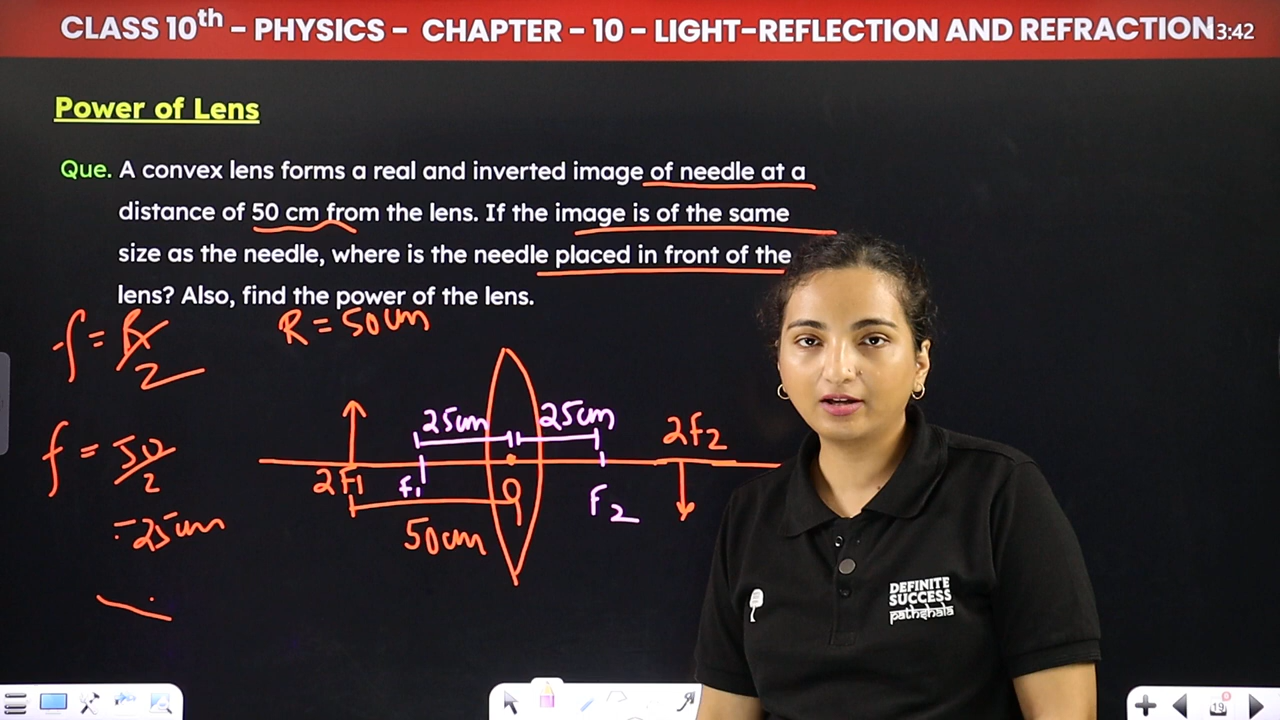 CLASS 10th - PHYSICS - CHAPTER - 10 - LIGHT-REFLECTION AND REFRACTION
3:42
Power of Lens
Que. A convex lens forms a real and inverted image of needle at a
distance of 50 cm from the lens. If the image is of the same
size as the needle, where is the needle placed in front of the
lens? Also, find the power of the lens.
f = R/2
R = 50cm
f = 50/2
= 25cm
25cm
25cm
2F1
F1
O
F2
2F2
50cm
DEFINITE
SUCCESS
pathshala
19